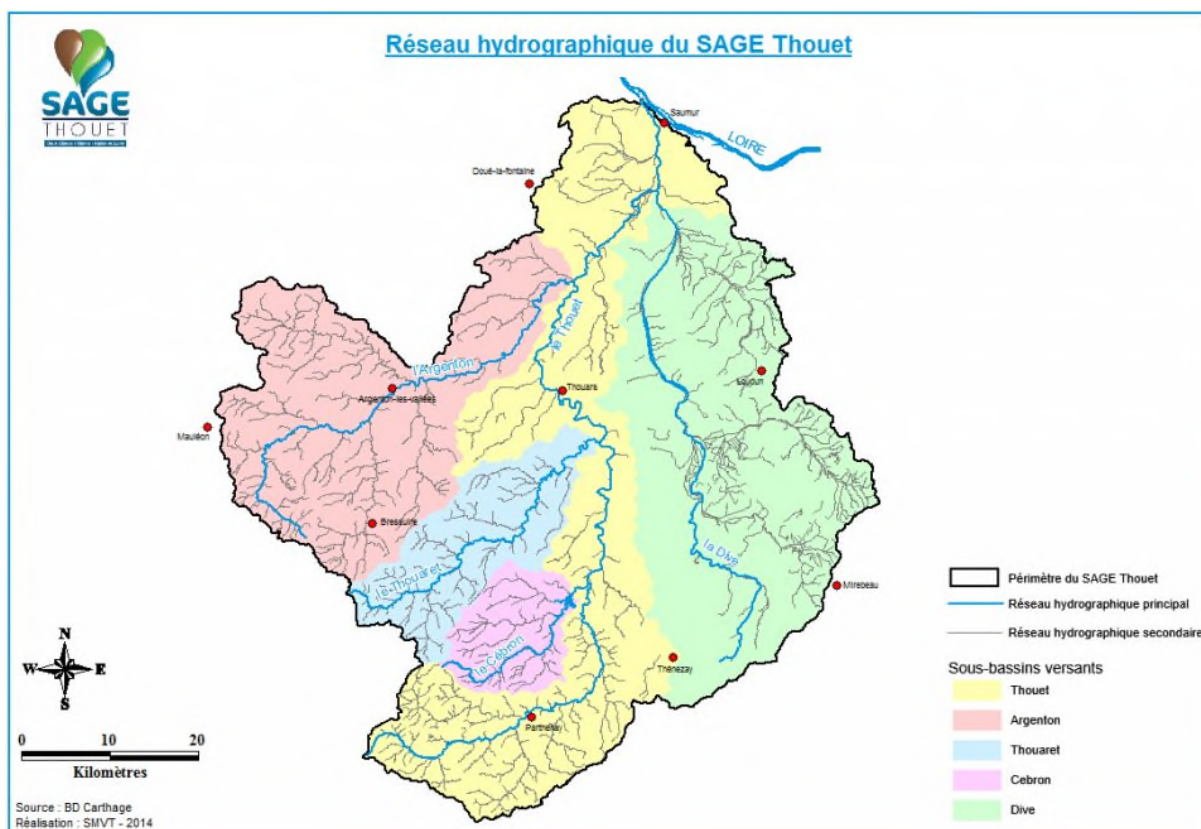 Réseau hydrographique du SAGE Thouet
SAGE
THOUET
Saumur
LOIRE
Doué-la-fontaine
le Thouet
l'Argenton
Argenton-les-vallées
Thouars
Loudun
Mauléon
Bressuire
le Thouaret
la Dive
Mirebeau
le Cébron
Thénezay
Parthenay
N
W E
S
0 10 20
Kilomètres
Source : BD Carthage
Réalisation : SMVT - 2014
Périmètre du SAGE Thouet
Réseau hydrographique principal
Réseau hydrographique secondaire
Sous-bassins versants
Thouet
Argenton
Thouaret
Cebron
Dive